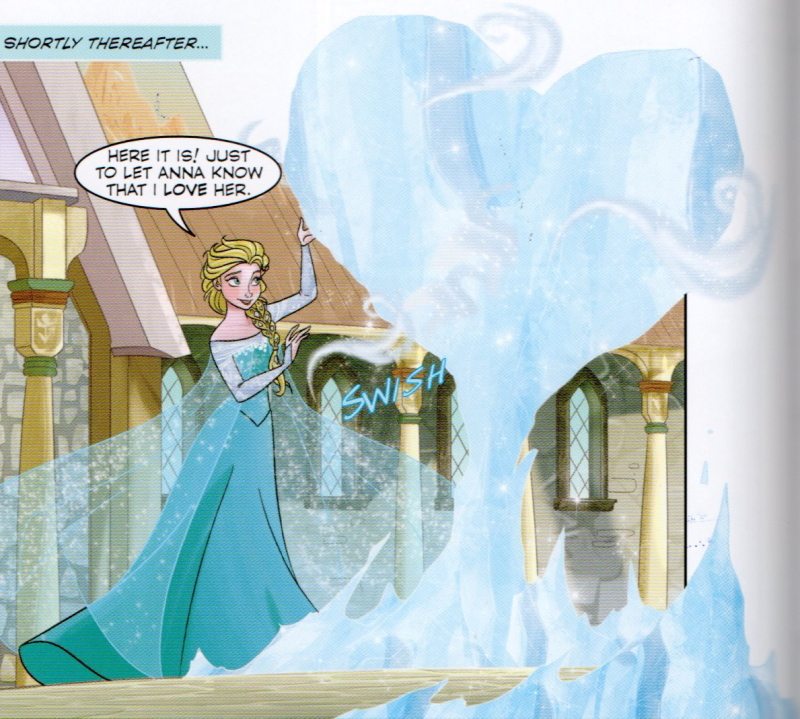 SHORTLY THEREAFTER...
HERE IT IS! JUST
TO LET ANNA KNOW
THAT I LOVE HER.
SWISH